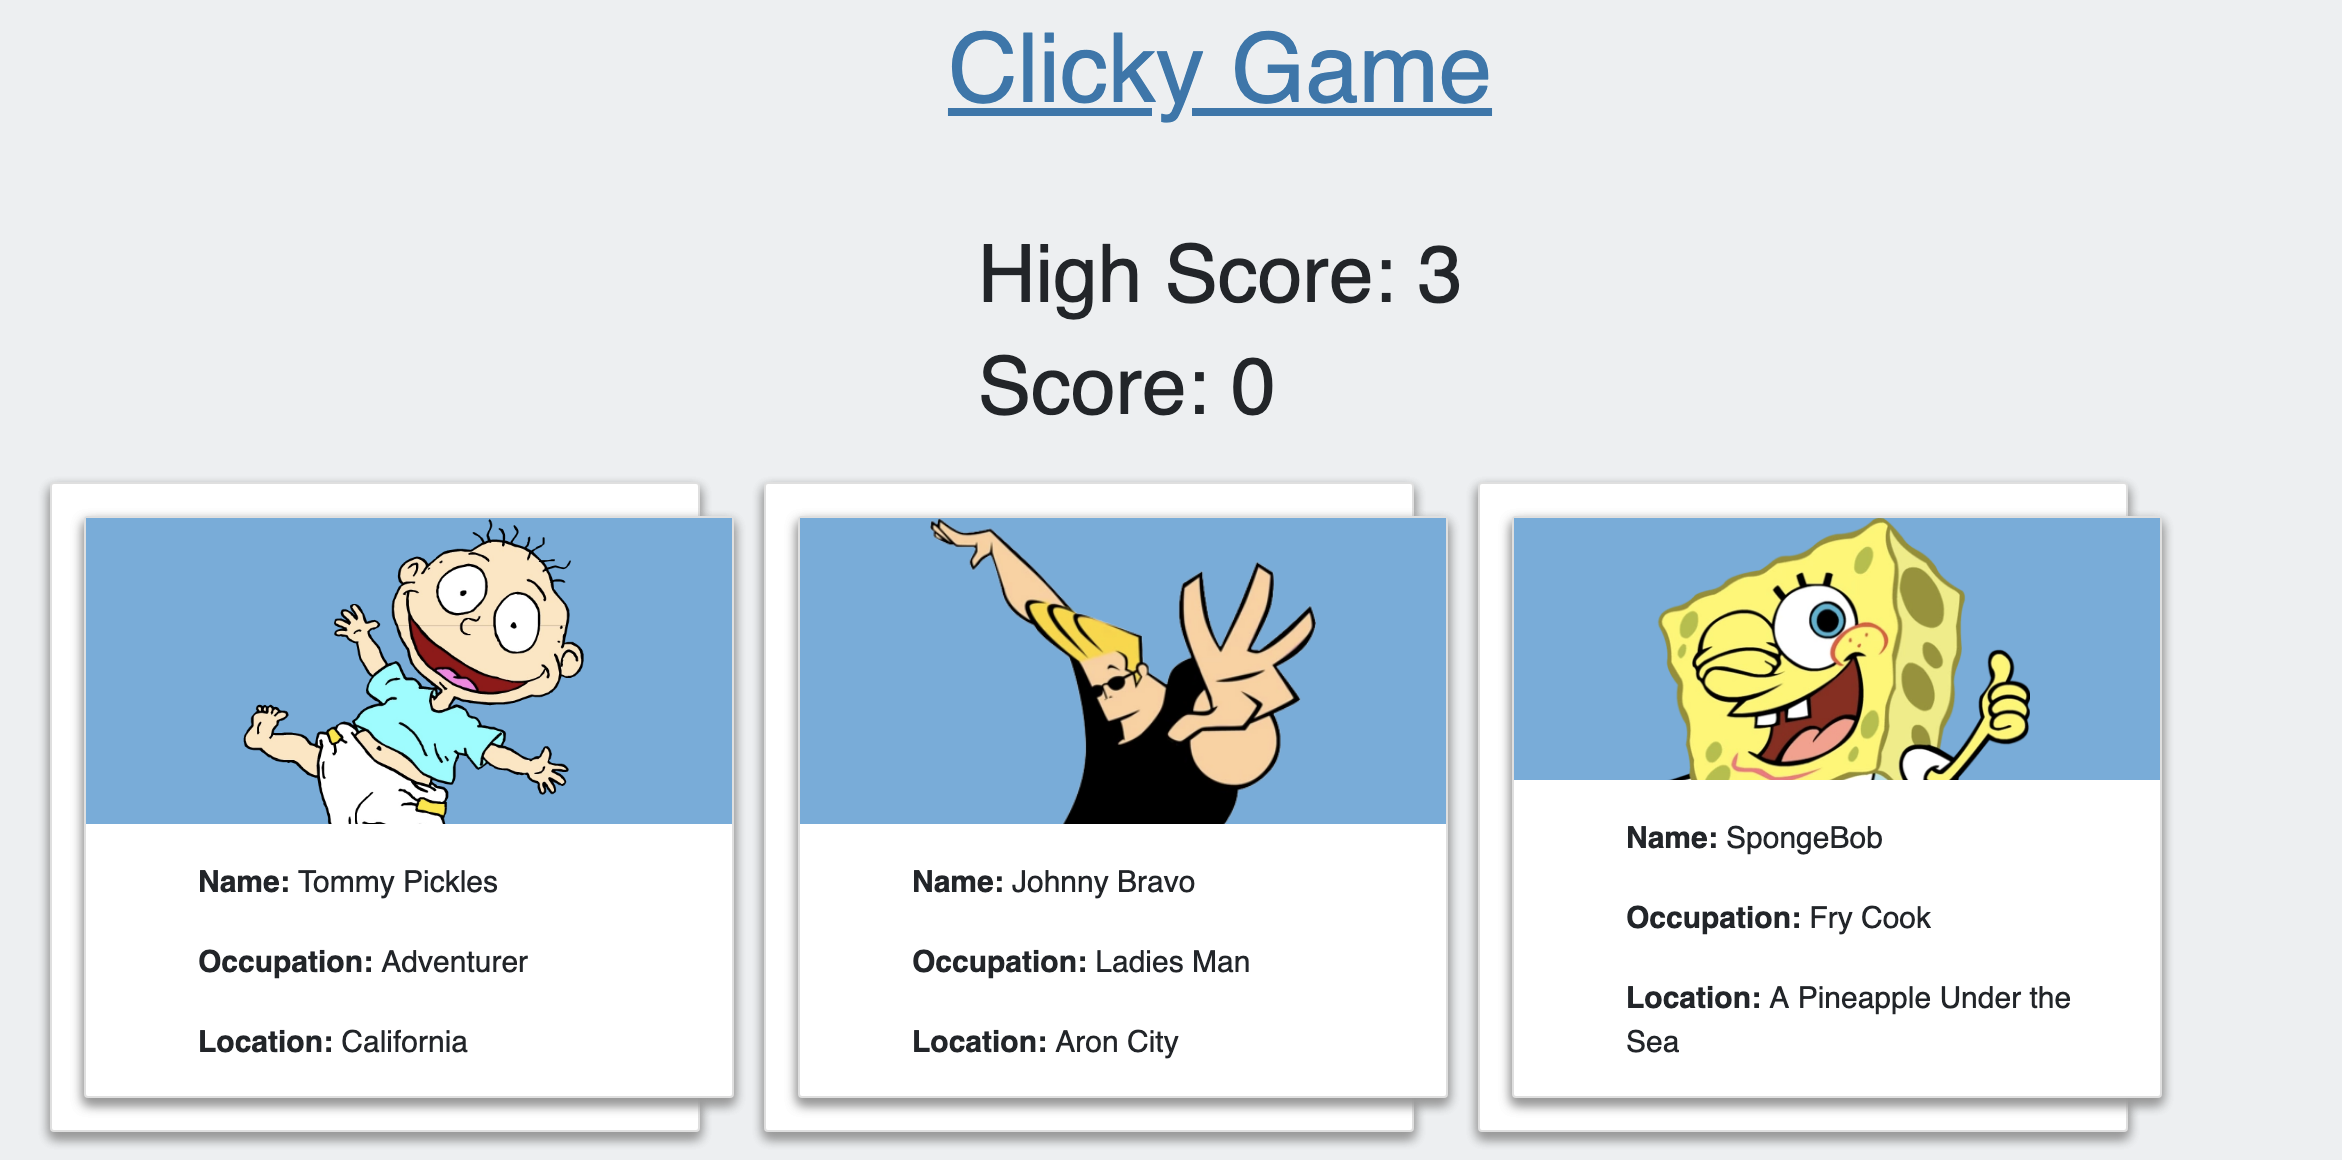 Clicky Game
High Score: 3
Score: 0
Name: Tommy Pickles
Occupation: Adventurer
Location: California
Name: Johnny Bravo
Occupation: Ladies Man
Location: Aron City
Name: SpongeBob
Occupation: Fry Cook
Location: A Pineapple Under the
Sea